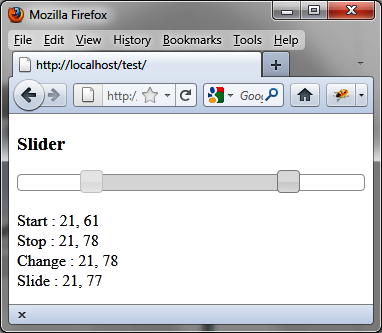 Mozilla Firefox
File Edit View History Bookmarks Tools Help
http://localhost/test/
http:/ Goo
Slider
Start : 21, 61
Stop : 21, 78
Change : 21, 78
Slide : 21, 77
x